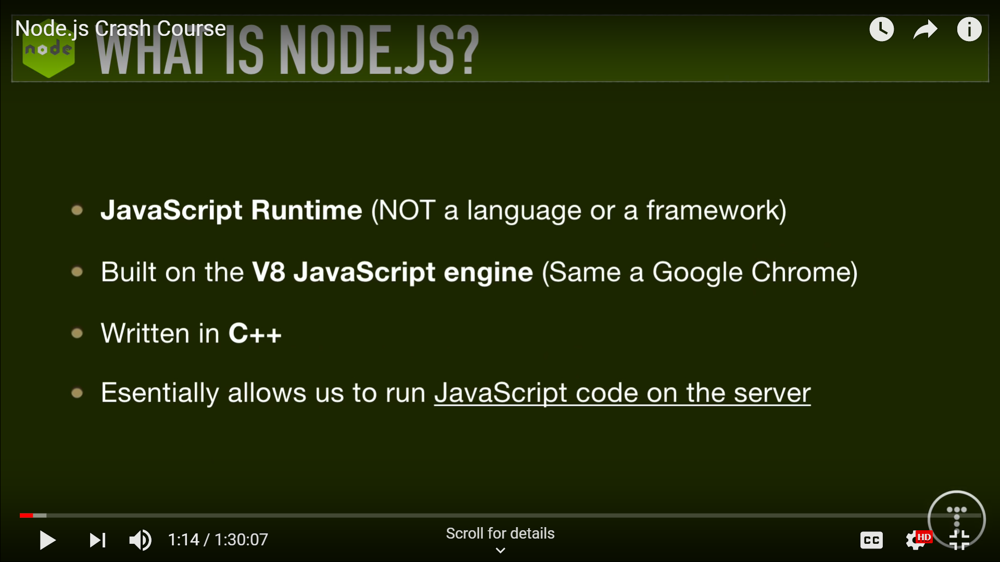 Node.js Crash Course
node
WHAT IS NODE.JS?
JavaScript Runtime (NOT a language or a framework)
Built on the V8 JavaScript engine (Same a Google Chrome)
Written in C++
Esentially allows us to run JavaScript code on the server
1:14 / 1:30:07
Scroll for details
CC
HD